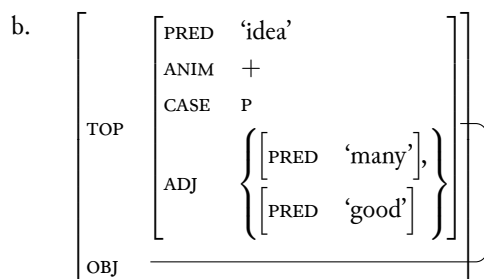 b.
PRED ‘idea’
ANIM +
CASE P
TOP
ADJ
[PRED ‘many’],
[PRED ‘good’]
OBJ